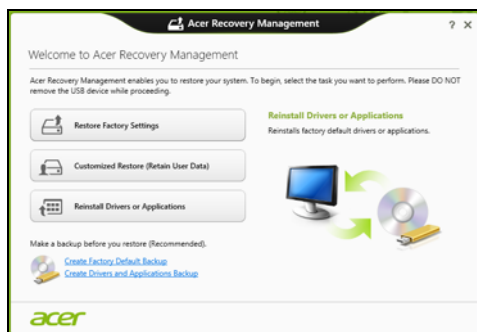 Acer Recovery Management
? ×
Welcome to Acer Recovery Management
Acer Recovery Management enables you to restore your system. To begin, select the task you want to perform. Please DO NOT
remove the USB device while proceeding.
Restore Factory Settings
Customized Restore (Retain User Data)
Reinstall Drivers or Applications
Reinstall Drivers or Applications
Reinstalls factory default drivers or applications.
Make a backup before you restore (Recommended).
Create Factory Default Backup
Create Drivers and Applications Backup
acer